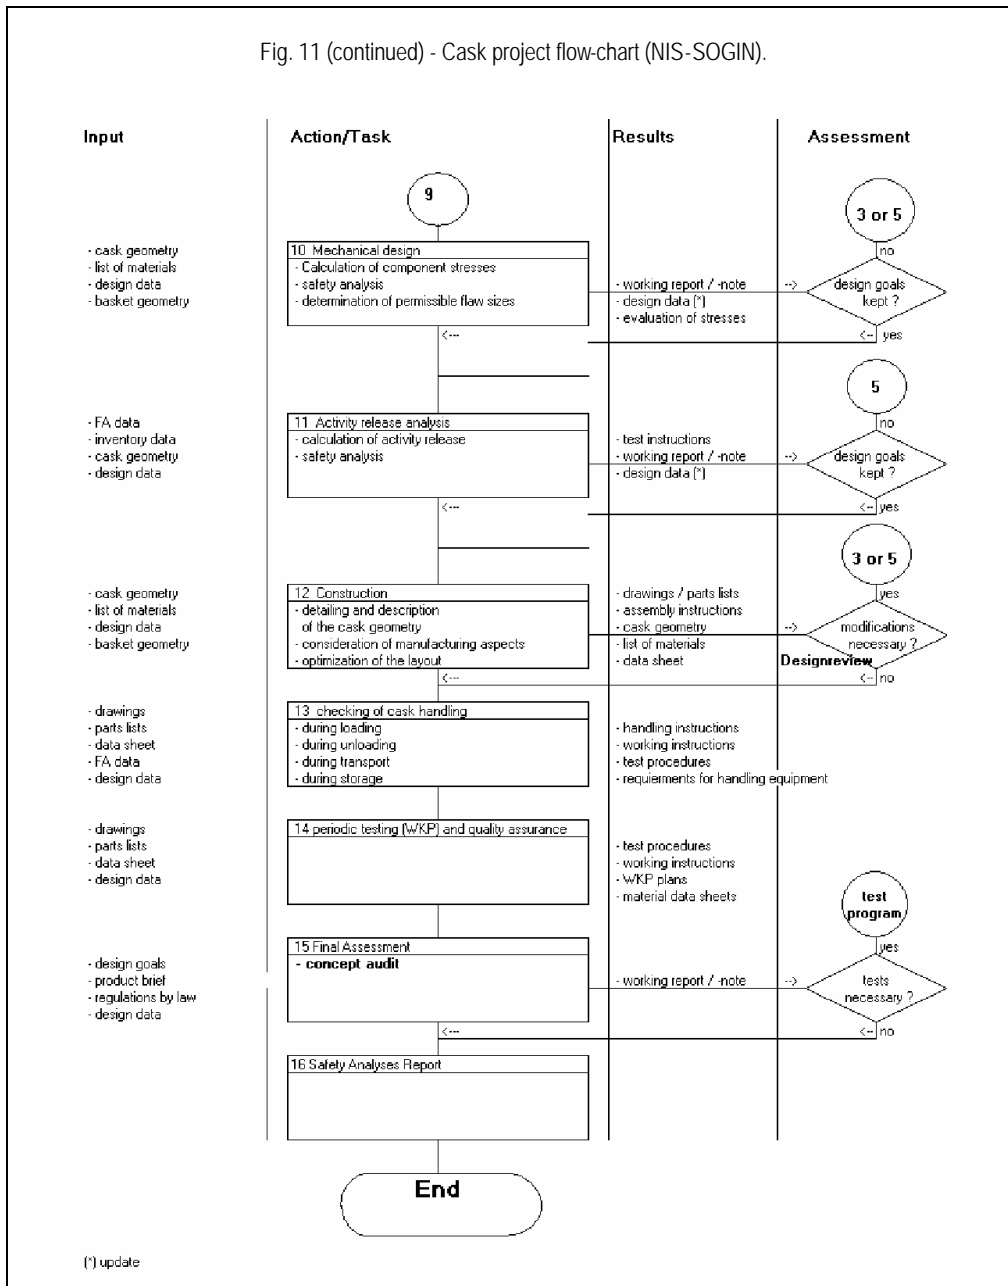 Fig. 11 (continued) - Cask project flow-chart (NIS-SOGIN).
Input
Action/Task
Results
Assessment
9
3 or 5
no
- cask geometry
- list of materials
- design data
- basket geometry
10 Mechanical design
- Calculation of component stresses
- safety analysis
- determination of permissible flaw sizes
- working report / -note
- design data (*)
- evaluation of stresses
-->
design goals
kept ?
<---
<-- yes
5
no
- FA data
- inventory data
- cask geometry
- design data
11 Activity release analysis
- calculation of activity release
- safety analysis
- test instructions
- working report / -note
- design data (*)
-->
design goals
kept ?
<---
<-- yes
3 or 5
yes
- cask geometry
- list of materials
- design data
- basket geometry
12 Construction
- detailing and description
of the cask geometry
- consideration of manufacturing aspects
- optimization of the layout
- drawings / parts lists
- assembly instructions
- cask geometry
- list of materials
- data sheet
-->
modifications
necessary ?
Designreview
<---
<-- no
- drawings
- parts lists
- data sheet
- FA data
- design data
13 checking of cask handling
- during loading
- during unloading
- during transport
- during storage
- handling instructions
- working instructions
- test procedures
- requierments for handling equipment
- drawings
- parts lists
- data sheet
- design data
14 periodic testing (WKP) and quality assurance
- test procedures
- working instructions
- WKP plans
- material data sheets
test
program
yes
- design goals
- product brief
- regulations by law
- design data
15 Final Assessment
- concept audit
- working report / -note
-->
tests
necessary ?
<---
<-- no
16 Safety Analyses Report
End
(*) update